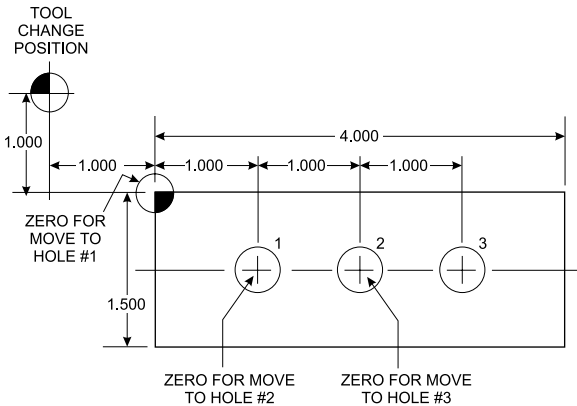 TOOL
CHANGE
POSITION
4.000
1.000
1.000
1.000
1.000
1.000
ZERO FOR
MOVE TO
HOLE #1
1
2
3
1.500
ZERO FOR MOVE
TO HOLE #2
ZERO FOR MOVE
TO HOLE #3